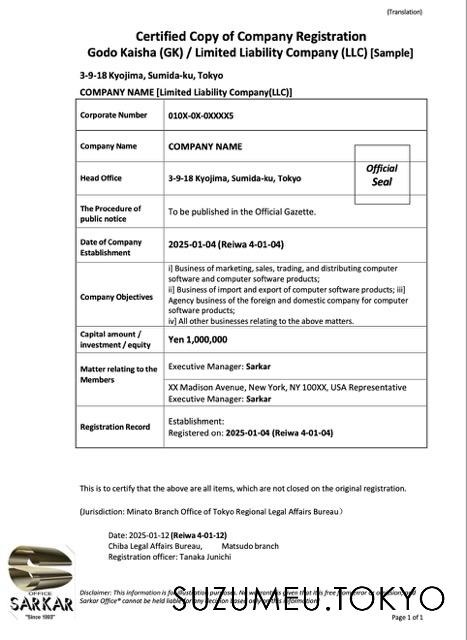 (Translation)
Certified Copy of Company Registration
Godo Kaisha (GK) / Limited Liability Company (LLC) [Sample]
3-9-18 Kyojima, Sumida-ku, Tokyo
COMPANY NAME [Limited Liability Company(LLC)]
Corporate Number 010X-0X-0XXXX5
Company Name COMPANY NAME
Head Office 3-9-18 Kyojima, Sumida-ku, Tokyo
Official
Seal
The Procedure of
public notice
To be published in the Official Gazette.
Date of Company
Establishment
2025-01-04 (Reiwa 4-01-04)
Company Objectives
i] Business of marketing, sales, trading, and distributing computer
software and computer software products;
ii] Business of import and export of computer software products; iii]
Agency business of the foreign and domestic company for computer
software products;
iv] All other businesses relating to the above matters.
Capital amount /
investment / equity
Yen 1,000,000
Matter relating to the
Members
Executive Manager: Sarkar
XX Madison Avenue, New York, NY 100XX, USA Representative
Executive Manager: Sarkar
Registration Record
Establishment:
Registered on: 2025-01-04 (Reiwa 4-01-04)
This is to certify that the above are all items, which are not closed on the original registration.
(Jurisdiction: Minato Branch Office of Tokyo Regional Legal Affairs Bureau）
Date: 2025-01-12 (Reiwa 4-01-12)
Chiba Legal Affairs Bureau, Matsudo branch
Registration officer: Tanaka Junichi
OFFICE
SARKAR
"Since 1993"
Disclaimer: This information is for illustration purposes. No warranty is given that it is free from error or omission, and
Sarkar Office® cannot be held liable for any decision based only on this information
SUZUMEU.TOKYO
Page 1 of 1